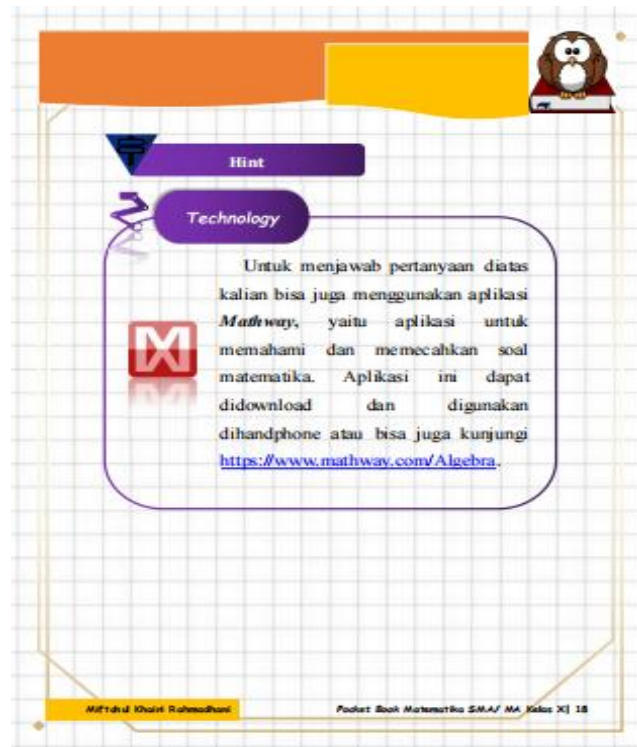 Hint
Technology
Untuk menjawab pertanyaan diatas
kalian bisa juga menggunakan aplikasi
Mathway, yaitu aplikasi untuk
memahami dan memecahkan soal
matematika. Aplikasi ini dapat
didownload dan digunakan
dihandphone atau bisa juga kunjungi
https://www.mathway.com/Algebra.
Miftahul Khairi Rahmadhani
Pocket Book Matematika SMA/ MA Kelas X| 18